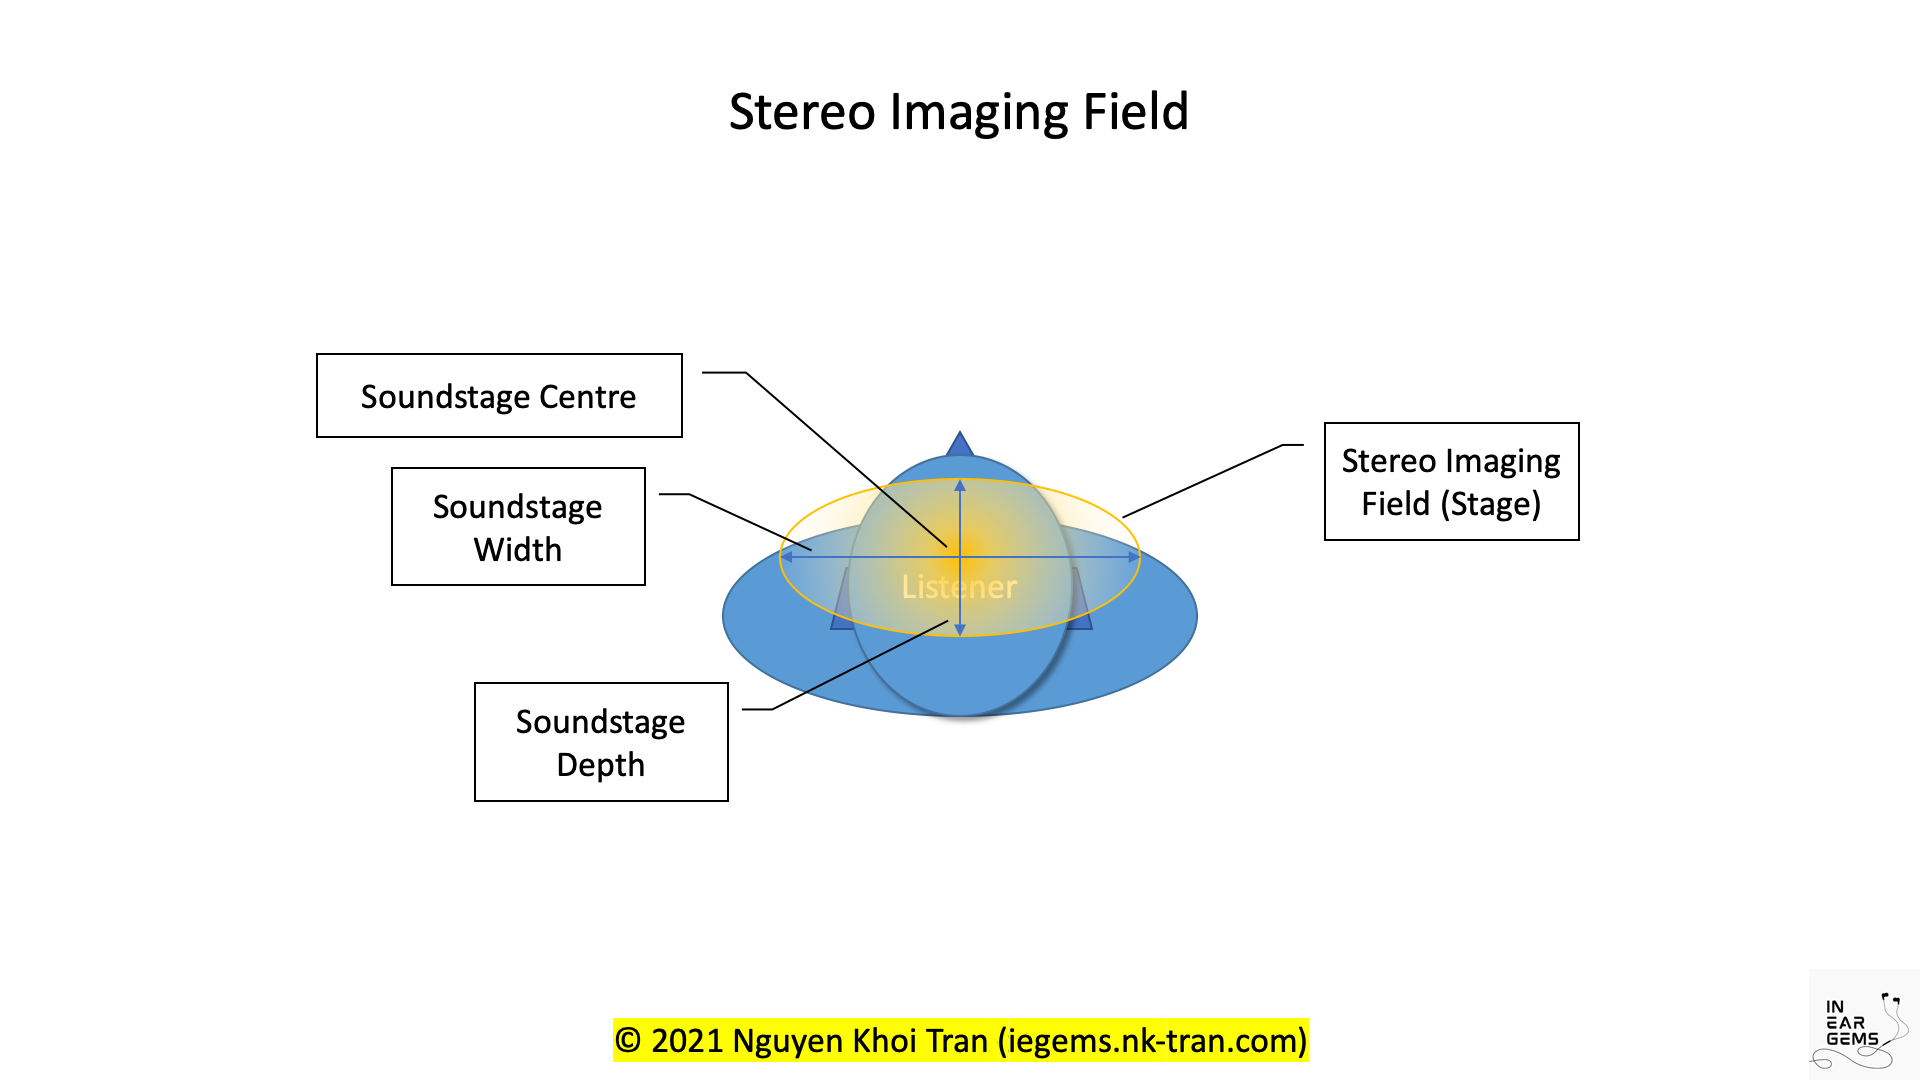 Stereo Imaging Field
Soundstage Centre
Soundstage
Width
Stereo Imaging
Field (Stage)
Listener
Soundstage
Depth
© 2021 Nguyen Khoi Tran (iegems.nk-tran.com)
IN
EAR
GEMS